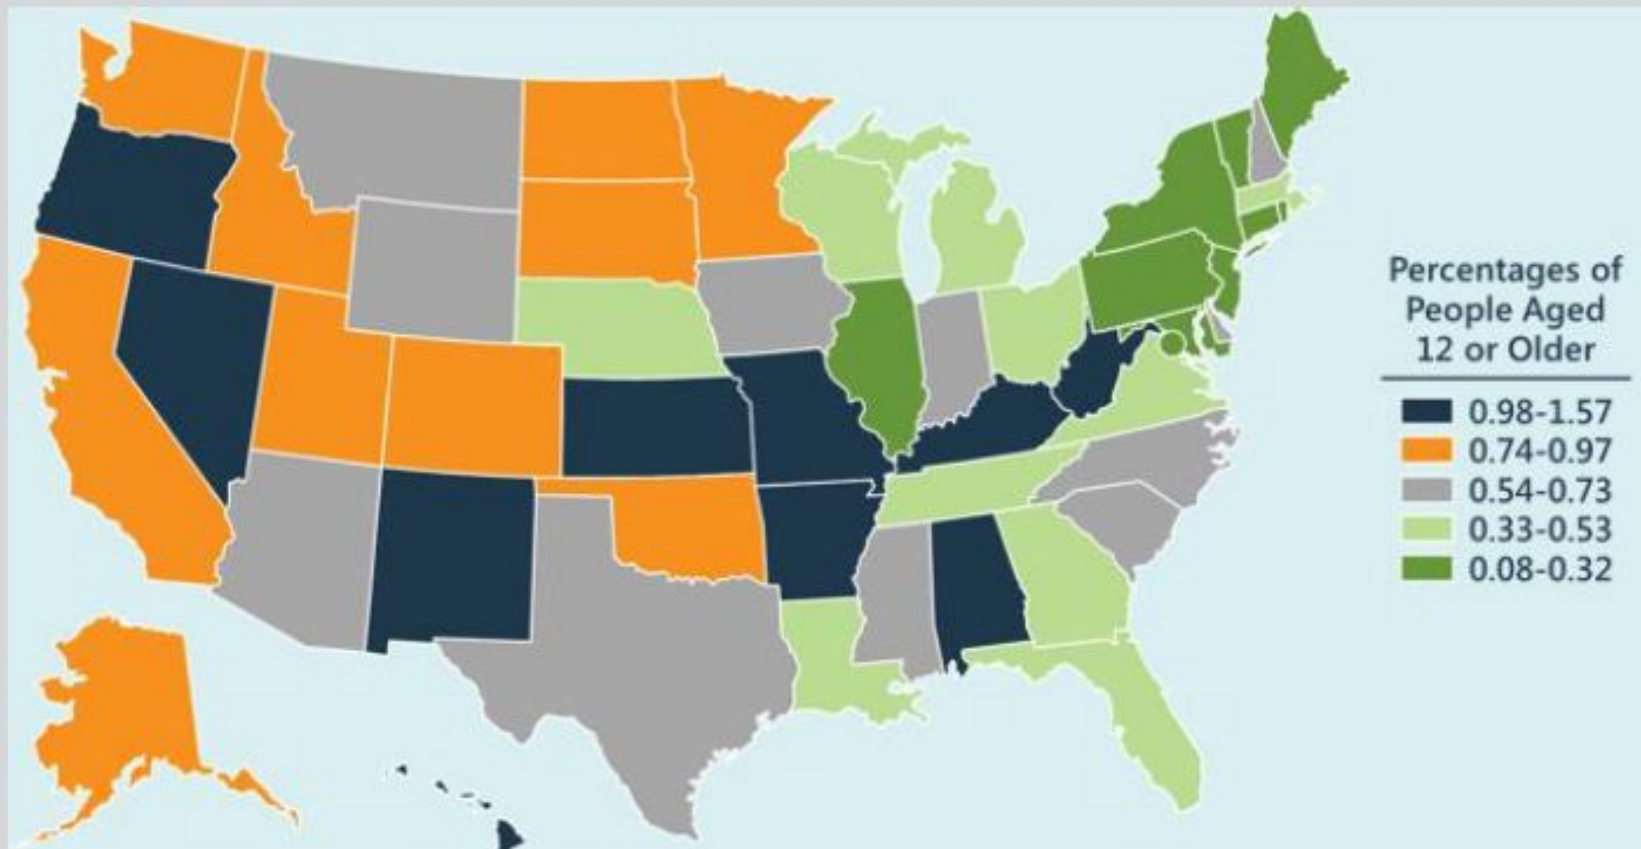 Percentages of
People Aged
12 or Older
0.98-1.57
0.74-0.97
0.54-0.73
0.33-0.53
0.08-0.32